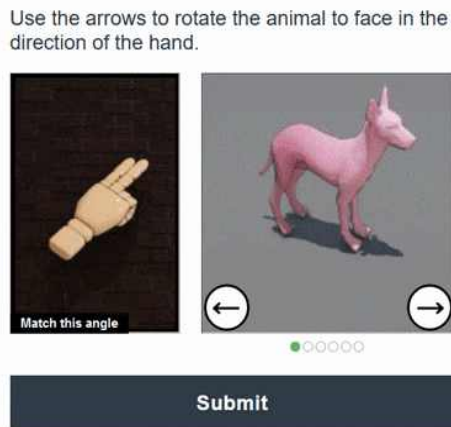 Use the arrows to rotate the animal to face in the
direction of the hand.
Match this angle
Submit